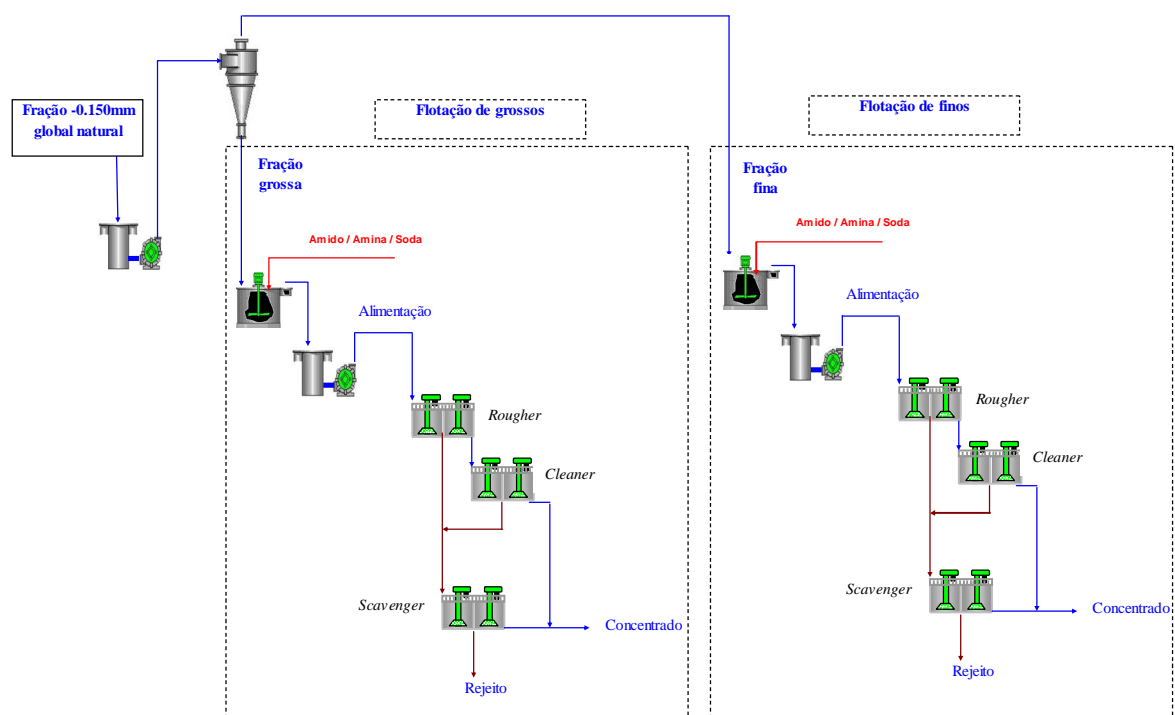 Fração -0.150mm
global natural
Flotação de grossos
Fração
grossa
Amido / Amina / Soda
Alimentação
Rougher
Cleaner
Scavenger
Concentrado
Rejeito
Flotação de finos
Fração
fina
Amido / Amina / Soda
Alimentação
Rougher
Cleaner
Scavenger
Concentrado
Rejeito